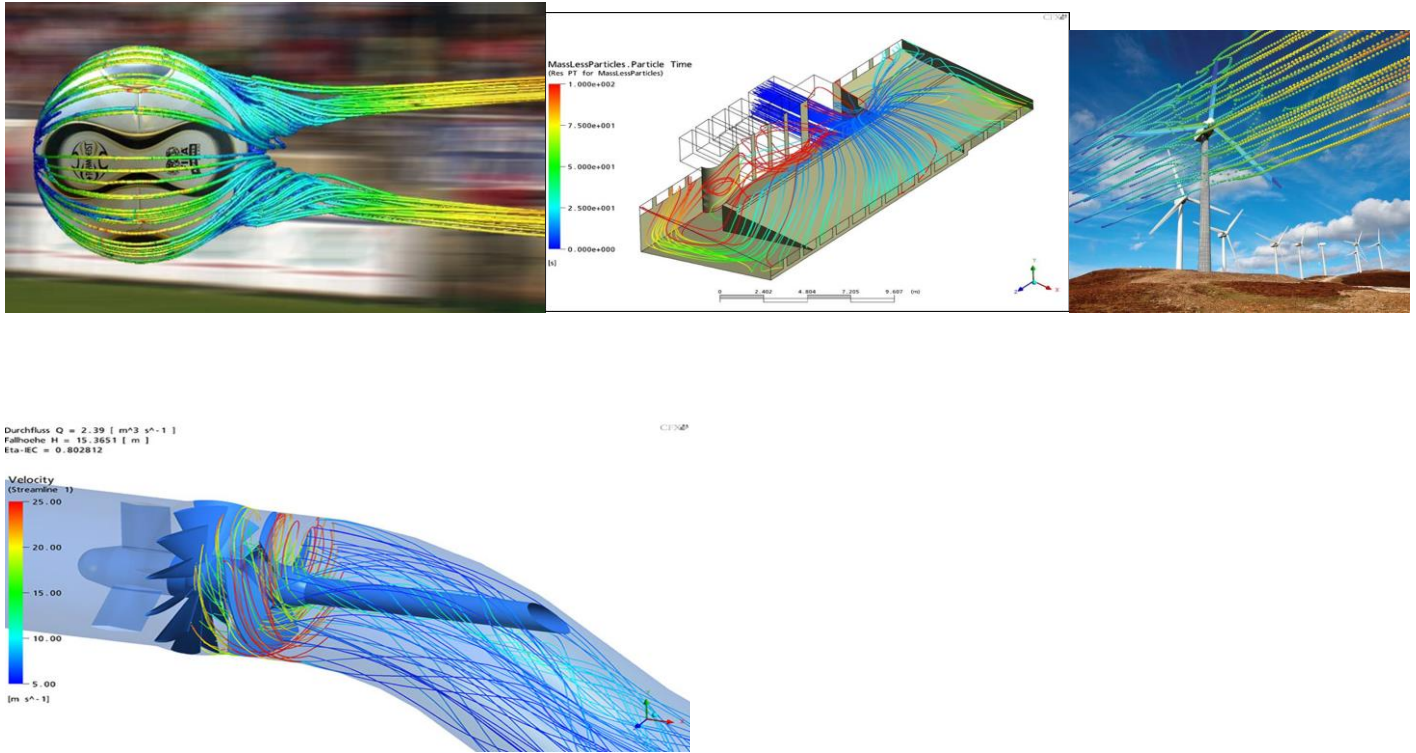 CFX
MassLessParticles.Particle Time
(Res PT for MassLessParticles)
1.000e+002
7.500e+001
5.000e+001
2.500e+001
0.000e+000
[s]
0 2.402 4.804 7.205 9.607 (m)
Y
Z
X
Durchfluss Q = 2.39 [ m^3 s^-1 ]
Fallhoehe H = 15.3651 [ m ]
Eta-IEC = 0.802812
CFX
Velocity
(Streamline 1)
25.00
20.00
15.00
10.00
5.00
[m s^-1]